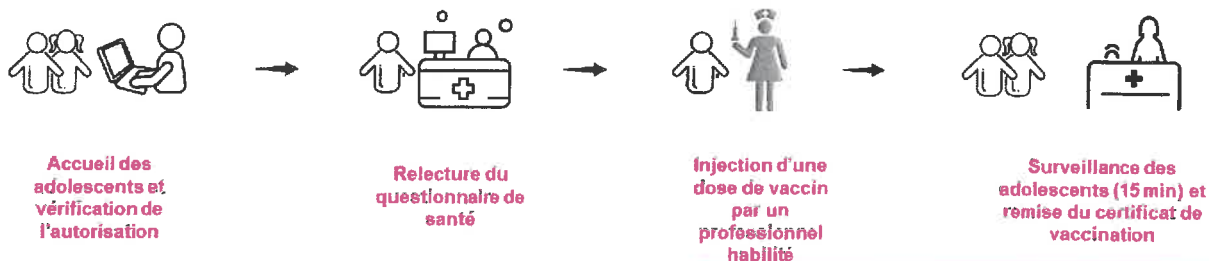 Accueil des
adolescents et
vérification de
l'autorisation
Relecture du
questionnaire de
santé
Injection d'une
dose de vaccin
par un
professionnel
habilité
Surveillance des
adolescents (15 min) et
remise du certificat de
vaccination